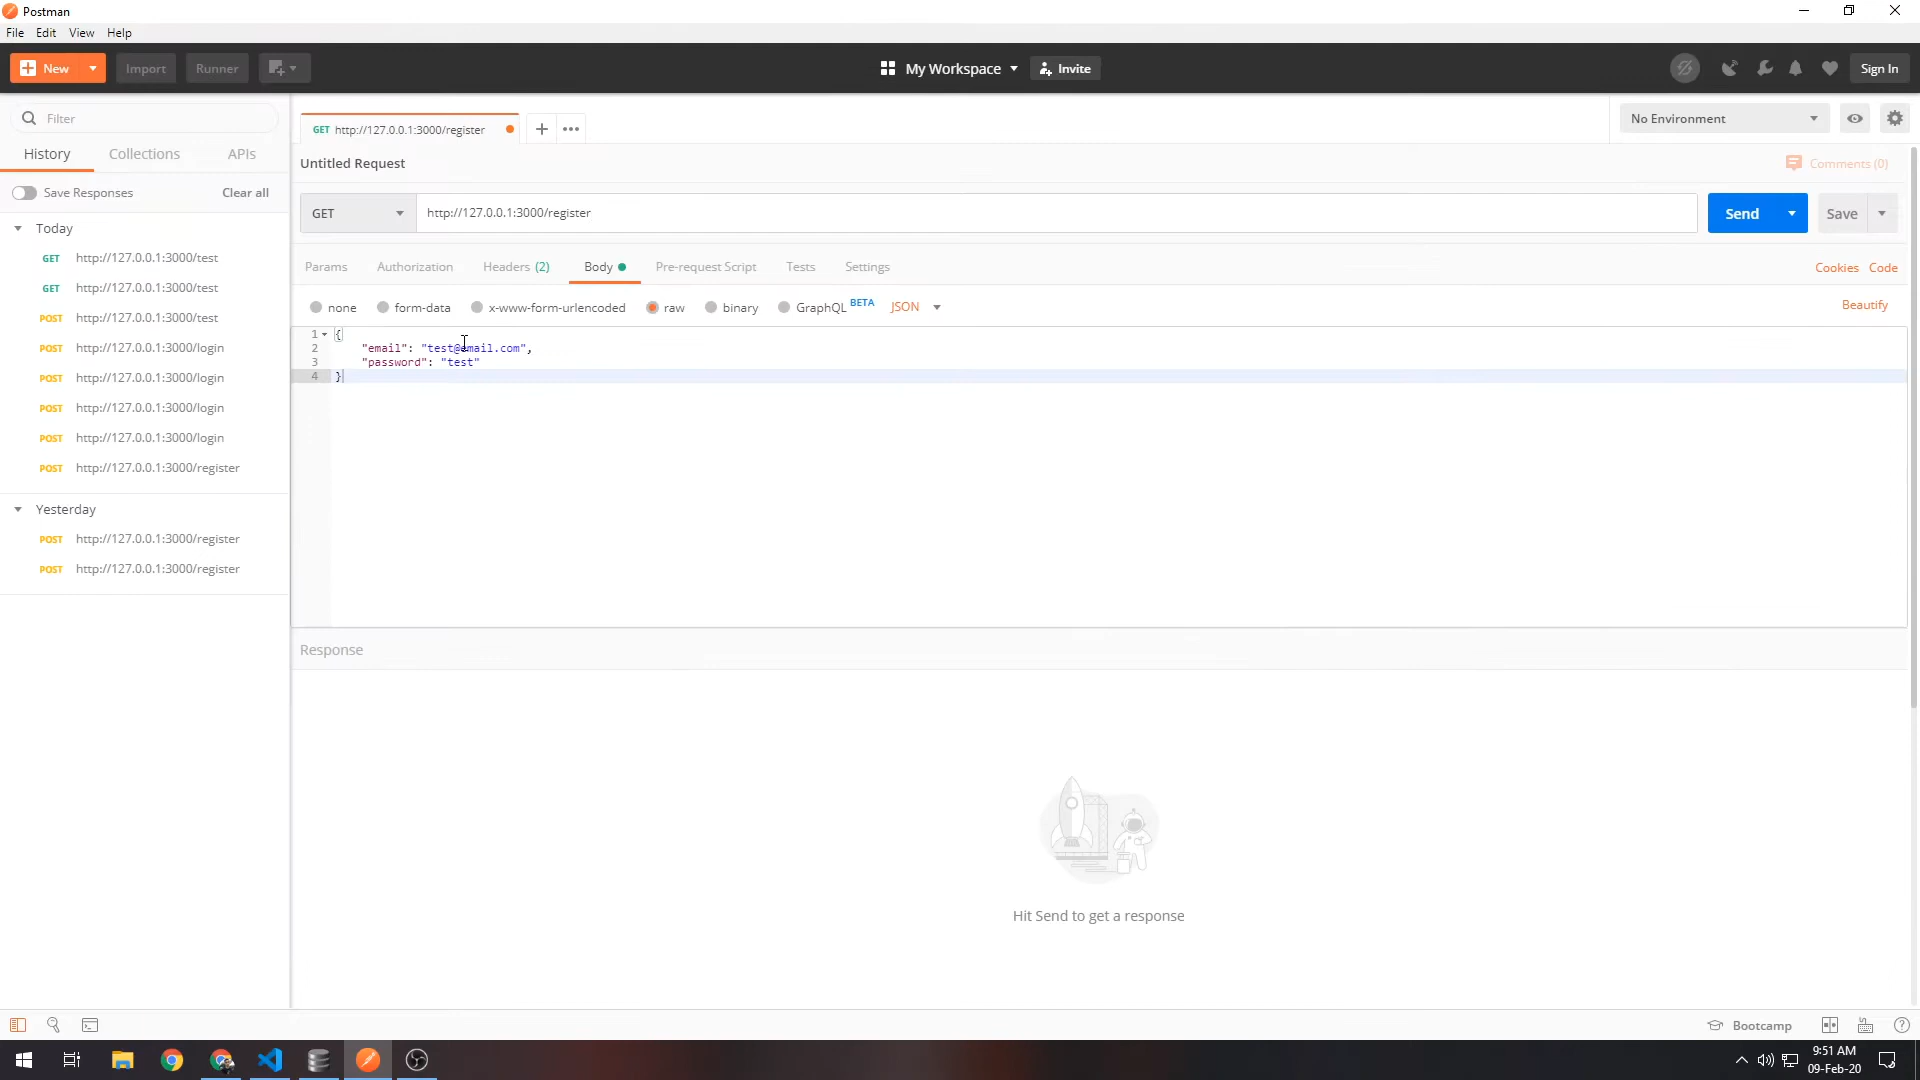 Postman
File Edit View Help
New Import Runner My Workspace Invite Sign In
Filter
History Collections APIs
Save Responses Clear all
Today
GET http://127.0.0.1:3000/test
GET http://127.0.0.1:3000/test
POST http://127.0.0.1:3000/test
POST http://127.0.0.1:3000/login
POST http://127.0.0.1:3000/login
POST http://127.0.0.1:3000/login
POST http://127.0.0.1:3000/login
POST http://127.0.0.1:3000/register
Yesterday
POST http://127.0.0.1:3000/register
POST http://127.0.0.1:3000/register
GET http://127.0.0.1:3000/register
No Environment
Untitled Request
Comments (0)
GET http://127.0.0.1:3000/register Send Save
Params Authorization Headers (2) Body Pre-request Script Tests Settings Cookies Code
none form-data x-www-form-urlencoded raw binary GraphQL BETA JSON Beautify
1 {
2 "email": "test@email.com",
3 "password": "test"
4 }
Response
Hit Send to get a response
Bootcamp
9:51 AM
09-Feb-20